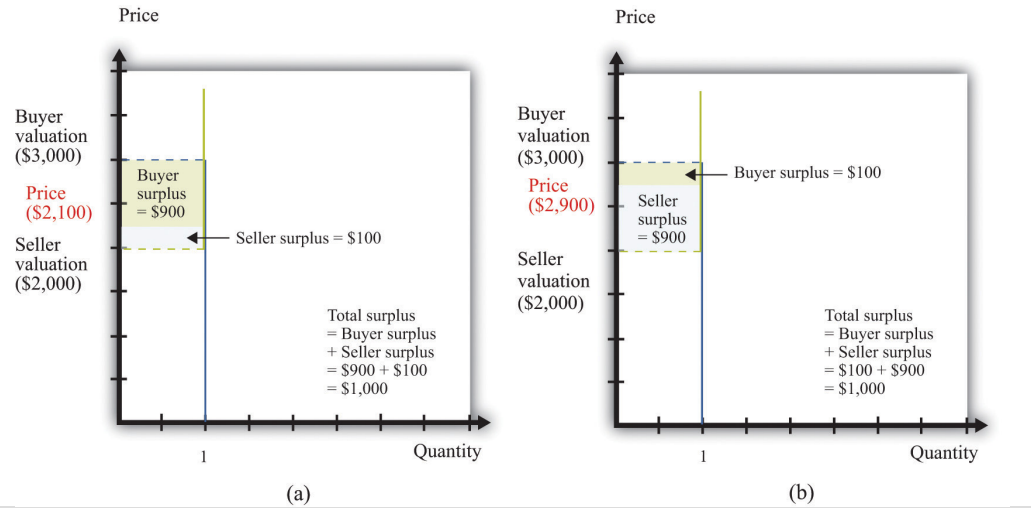 Price
Buyer
valuation
($3,000)
Price
($2,100)
Seller
valuation
($2,000)
Buyer
surplus
= $900
Seller surplus = $100
Total surplus
= Buyer surplus
+ Seller surplus
= $900 + $100
= $1,000
1
Quantity
(a)
Price
Buyer
valuation
($3,000)
Price
($2,900)
Seller
valuation
($2,000)
Buyer surplus = $100
Seller
surplus
= $900
Total surplus
= Buyer surplus
+ Seller surplus
= $100 + $900
= $1,000
1
Quantity
(b)